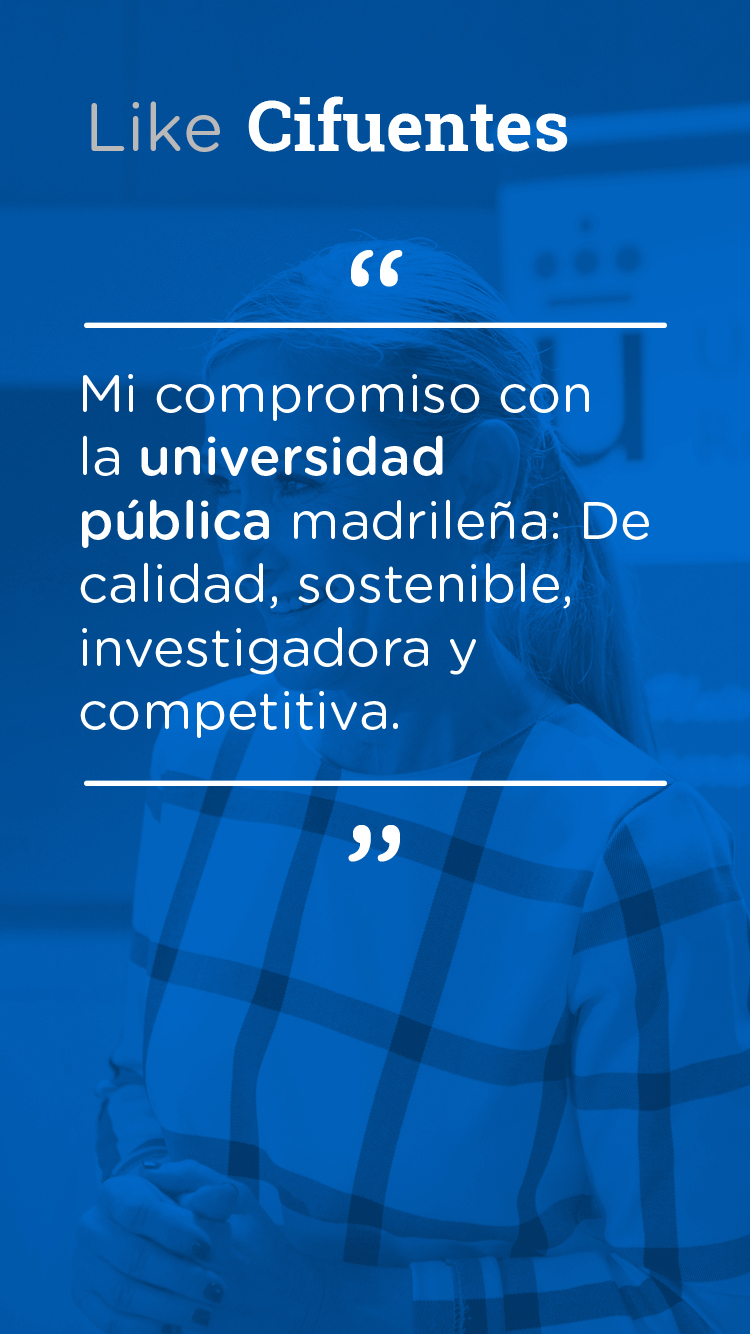 Like Cifuentes
“
Mi compromiso con
la universidad
pública madrileña: De
calidad, sostenible,
investigadora y
competitiva.
”